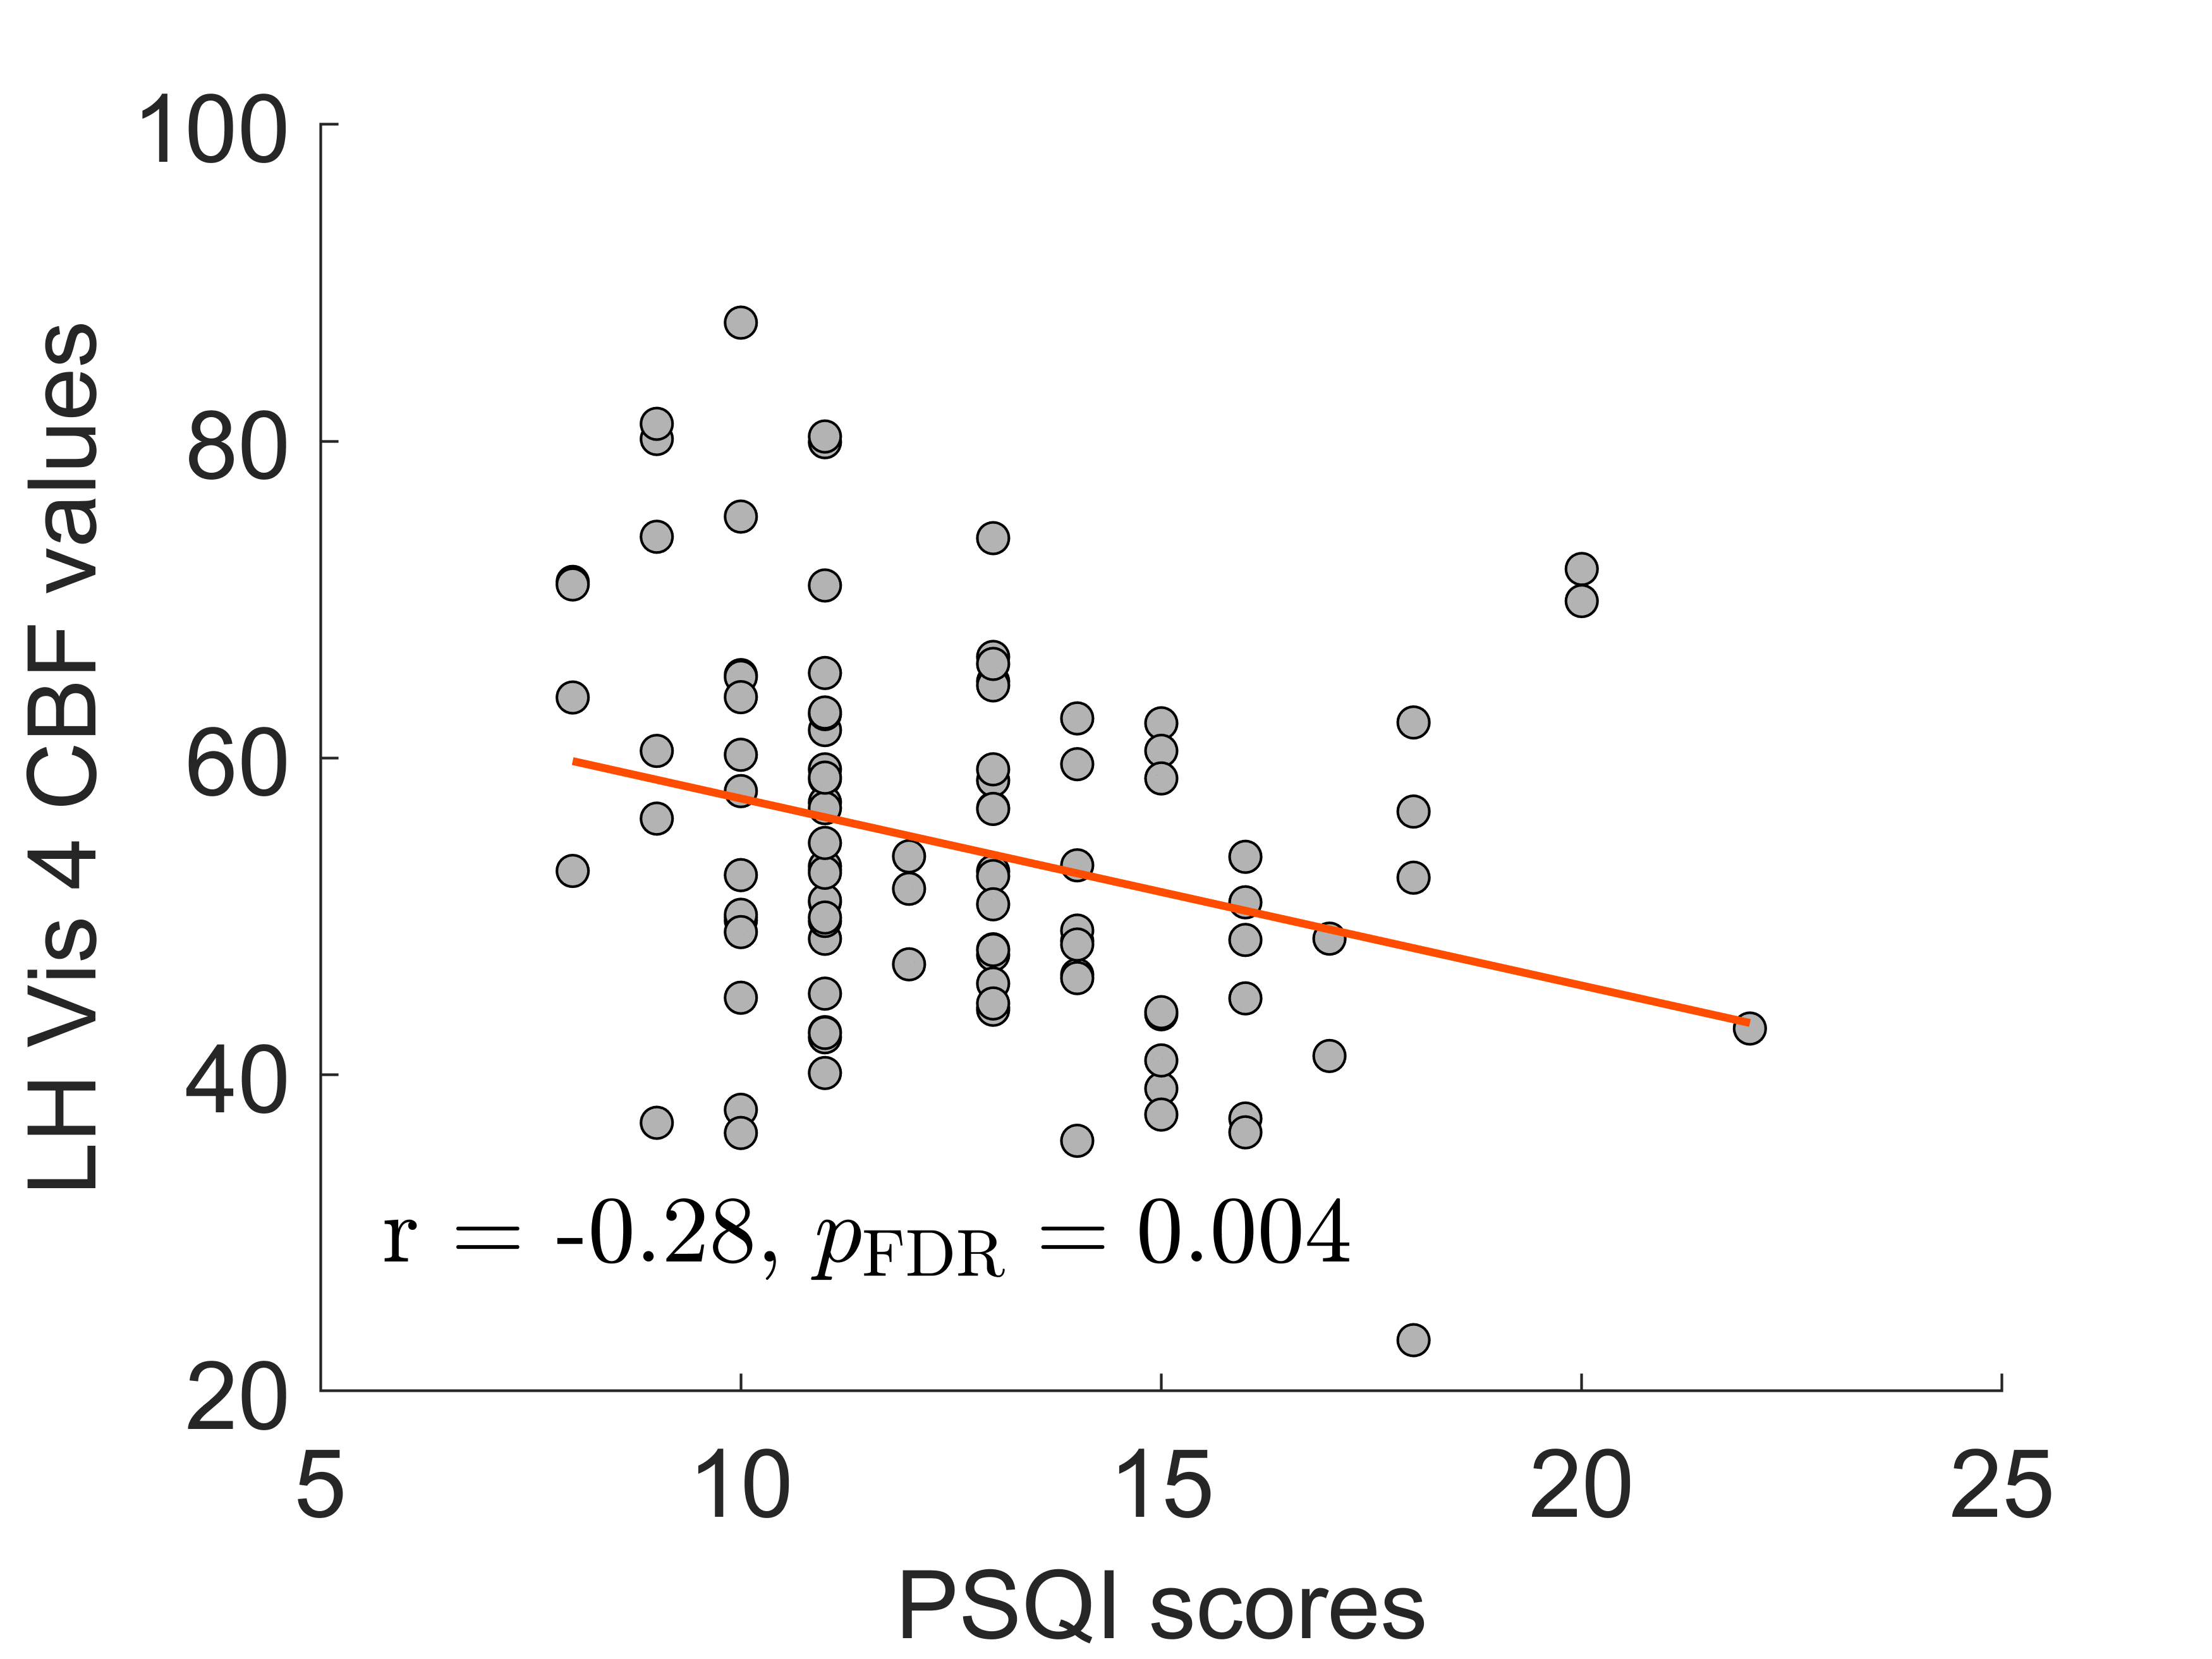 LH Vis 4 CBF values
100
80
60
40
20
r = -0.28, pFDR = 0.004
5 10 15 20 25
PSQI scores